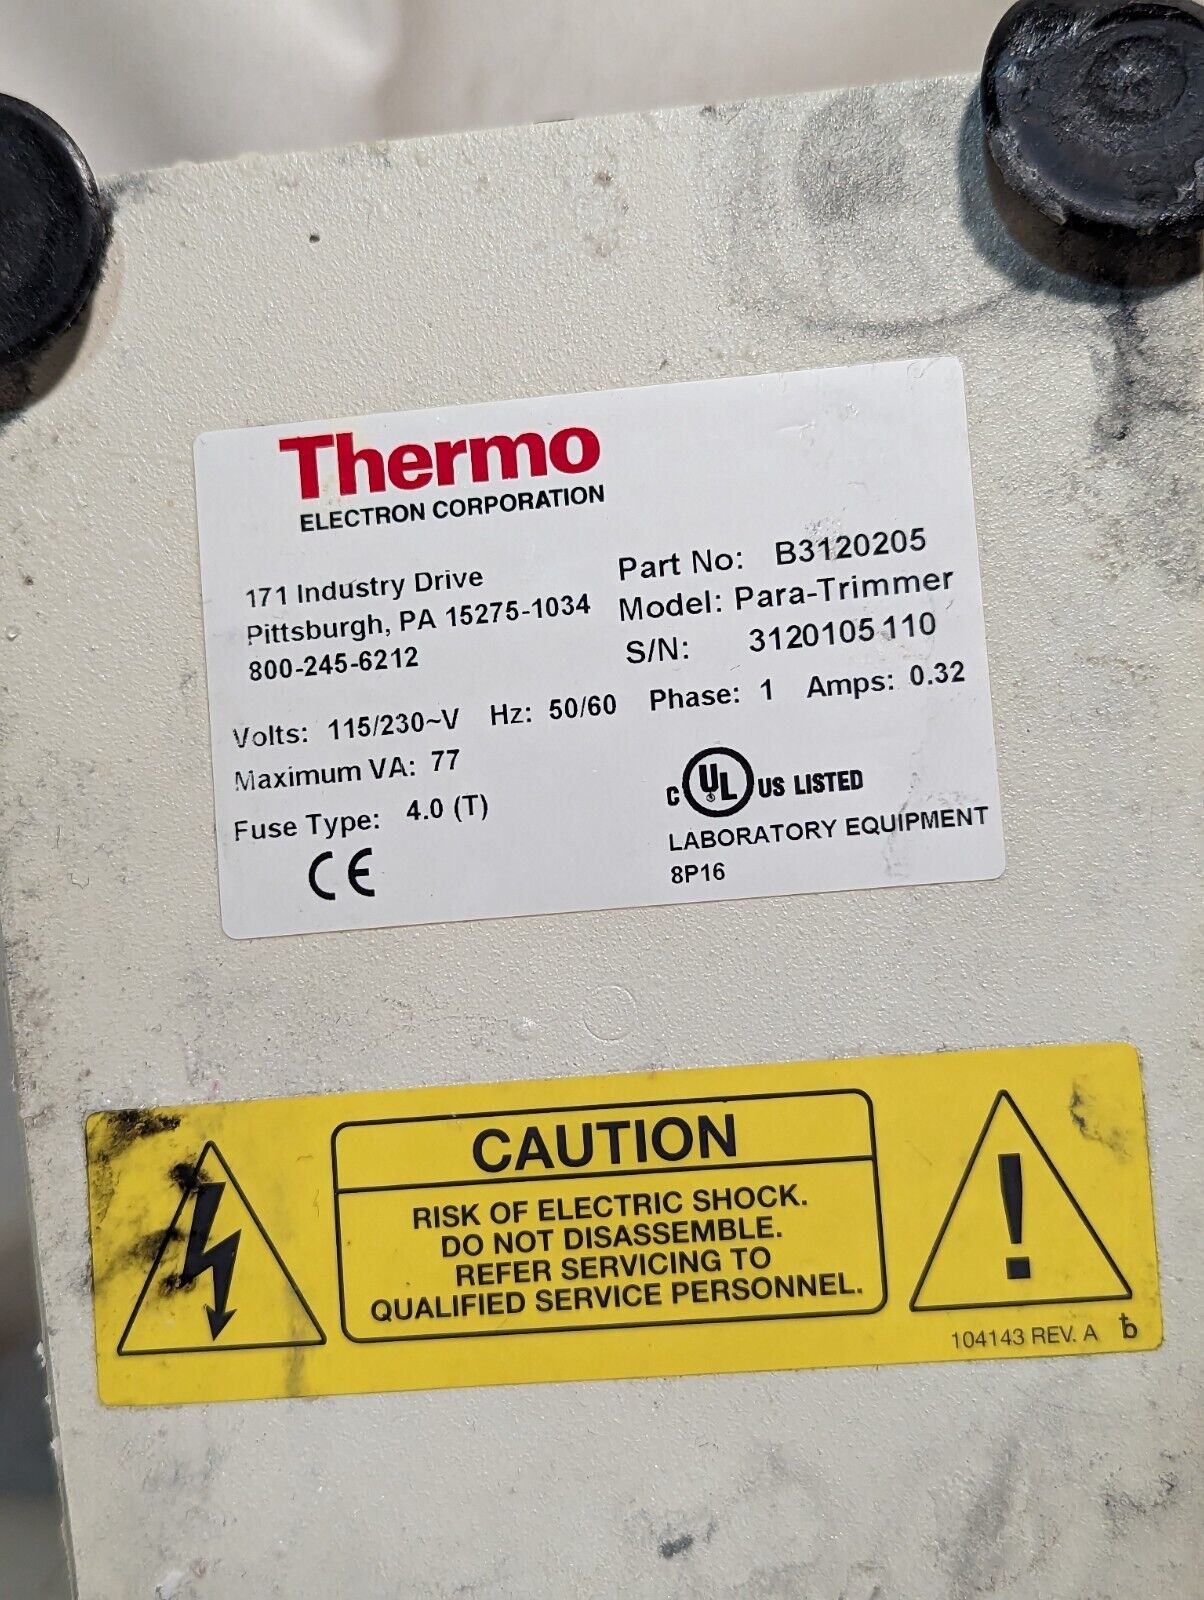 Thermo
ELECTRON CORPORATION
171 Industry Drive
Pittsburgh, PA 15275-1034
800-245-6212
Part No: B3120205
Model: Para-Trimmer
S/N: 3120105 110
Volts: 115/230~V Hz: 50/60 Phase: 1 Amps: 0.32
Maximum VA: 77
Fuse Type: 4.0 (T)
CE
C UL US LISTED
LABORATORY EQUIPMENT
8P16
CAUTION
RISK OF ELECTRIC SHOCK.
DO NOT DISASSEMBLE.
REFER SERVICING TO
QUALIFIED SERVICE PERSONNEL.
!
104143 REV. A